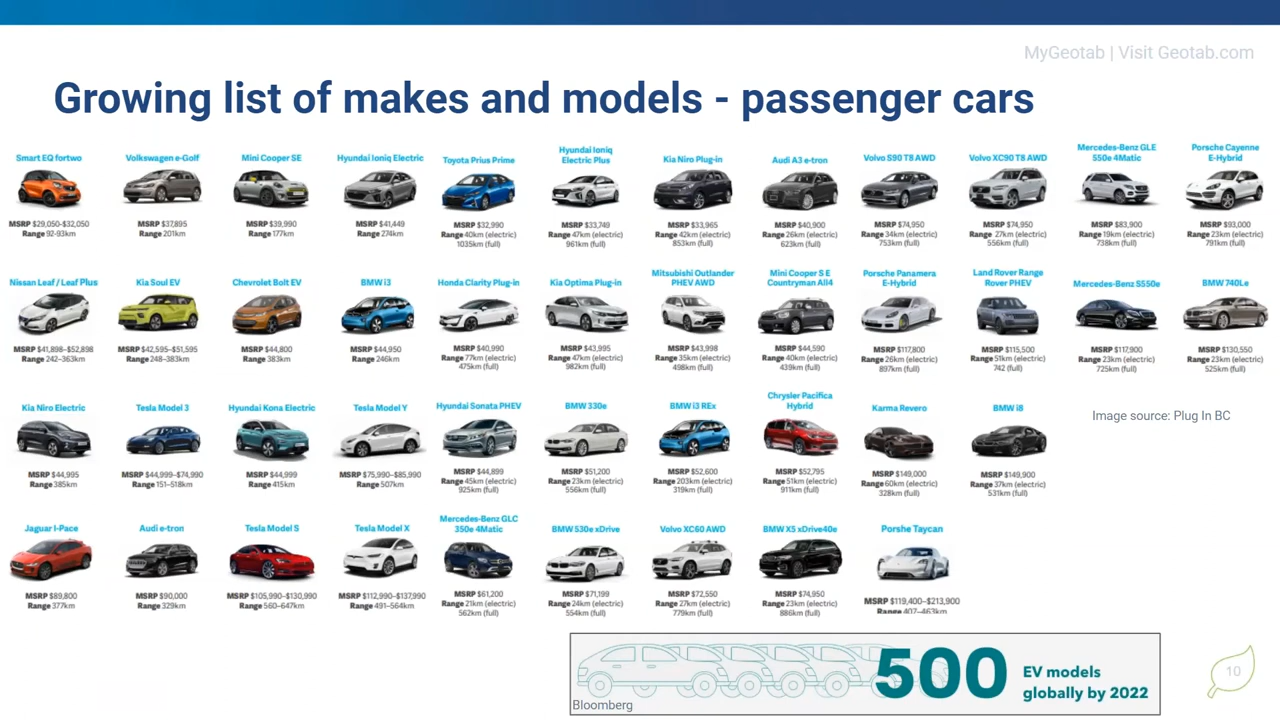 MyGeotab | Visit Geotab.com
Growing list of makes and models - passenger cars
Smart EQ fortwo
MSRP $29,050-$32,050
Range 92-93km
Volkswagen e-Golf
MSRP $37,895
Range 201km
Mini Cooper SE
MSRP $39,990
Range 177km
Hyundai Ioniq Electric
MSRP $41,449
Range 274km
Toyota Prius Prime
MSRP $32,990
Range 40km (electric)
1035km (full)
Hyundai Ioniq
Electric Plus
MSRP $33,749
Range 47km (electric)
961km (full)
Kia Niro Plug-in
MSRP $33,965
Range 42km (electric)
853km (full)
Audi A3 e-tron
MSRP $40,900
Range 26km (electric)
623km (full)
Volvo S90 T8 AWD
MSRP $74,950
Range 34km (electric)
753km (full)
Volvo XC90 T8 AWD
MSRP $74,950
Range 27km (electric)
556km (full)
Mercedes-Benz GLE
550e 4Matic
MSRP $83,900
Range 19km (electric)
738km (full)
Porsche Cayenne
E-Hybrid
MSRP $93,000
Range 23km (electric)
791km (full)
Nissan Leaf / Leaf Plus
MSRP $41,898-$52,898
Range 242-363km
Kia Soul EV
MSRP $42,595-$51,595
Range 248-383km
Chevrolet Bolt EV
MSRP $44,800
Range 383km
BMW i3
MSRP $44,950
Range 246km
Honda Clarity Plug-in
MSRP $40,990
Range 77km (electric)
475km (full)
Kia Optima Plug-in
MSRP $43,995
Range 47km (electric)
982km (full)
Mitsubishi Outlander
PHEV AWD
MSRP $43,998
Range 35km (electric)
498km (full)
Mini Cooper S E
Countryman All4
MSRP $44,590
Range 40km (electric)
439km (full)
Porsche Panamera
E-Hybrid
MSRP $117,800
Range 26km (electric)
897km (full)
Land Rover Range
Rover PHEV
MSRP $115,500
Range 51km (electric)
742 (full)
Mercedes-Benz S550e
MSRP $117,900
Range 23km (electric)
725km (full)
BMW 740Le
MSRP $130,550
Range 23km (electric)
525km (full)
Kia Niro Electric
MSRP $44,995
Range 385km
Tesla Model 3
MSRP $44,999-$74,990
Range 151-518km
Hyundai Kona Electric
MSRP $44,999
Range 415km
Tesla Model Y
MSRP $75,990-$85,990
Range 507km
Hyundai Sonata PHEV
MSRP $44,899
Range 45km (electric)
925km (full)
BMW 330e
MSRP $51,200
Range 23km (electric)
556km (full)
BMW i3 REx
MSRP $52,600
Range 203km (electric)
319km (full)
Chrysler Pacifica
Hybrid
MSRP $52,795
Range 51km (electric)
911km (full)
Karma Revero
MSRP $149,000
Range 60km (electric)
328km (full)
BMW i8
MSRP $149,900
Range 37km (electric)
531km (full)
Image source: Plug In BC
Jaguar I-Pace
MSRP $89,800
Range 377km
Audi e-tron
MSRP $90,000
Range 329km
Tesla Model S
MSRP $105,990-$130,990
Range 560-647km
Tesla Model X
MSRP $112,990-$137,990
Range 491-564km
Mercedes-Benz GLC
350e 4Matic
MSRP $61,200
Range 21km (electric)
562km (full)
BMW 530e xDrive
MSRP $71,199
Range 24km (electric)
554km (full)
Volvo XC60 AWD
MSRP $72,550
Range 27km (electric)
779km (full)
BMW X5 xDrive40e
MSRP $74,950
Range 23km (electric)
886km (full)
Porshe Taycan
MSRP $119,400-$213,900
Range 407-463km
500
EV models
globally by 2022
Bloomberg
10